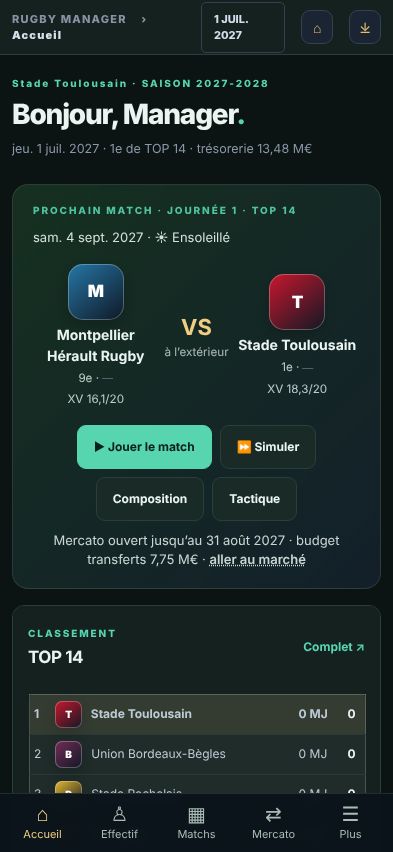 RUGBY MANAGER ›
Accueil
1 JUIL.
2027
Stade Toulousain · SAISON 2027-2028
Bonjour, Manager.
jeu. 1 juil. 2027 · 1e de TOP 14 · trésorerie 13,48 M€
PROCHAIN MATCH · JOURNÉE 1 · TOP 14
sam. 4 sept. 2027 · ☀ Ensoleillé
M
Montpellier
Hérault Rugby
9e · —
XV 16,1/20
VS
à l'extérieur
T
Stade Toulousain
1e · —
XV 18,3/20
▶ Jouer le match
⏩ Simuler
Composition
Tactique
Mercato ouvert jusqu'au 31 août 2027 · budget
transferts 7,75 M€ · aller au marché
CLASSEMENT
TOP 14
Complet ↗
1 T Stade Toulousain 0 MJ 0
2 B Union Bordeaux-Bègles 0 MJ 0
Accueil
Effectif
Matchs
Mercato
Plus